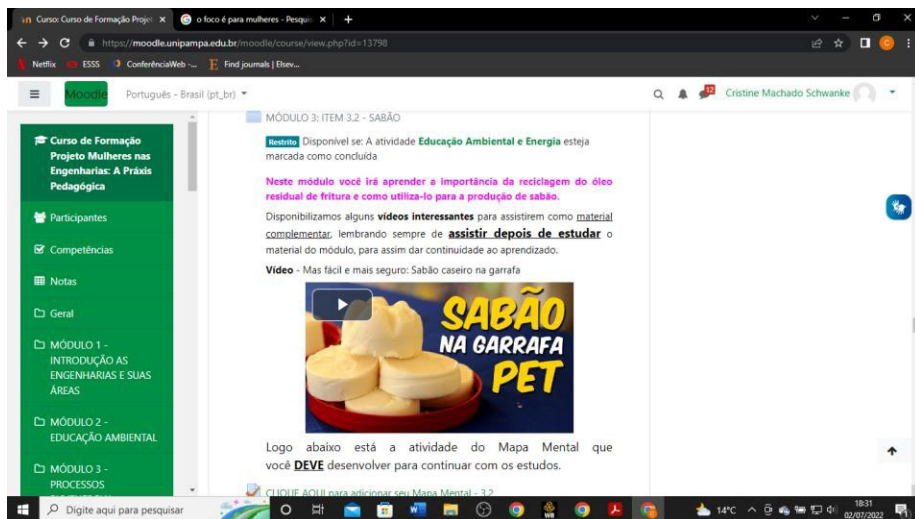 Curso: Curso de Formação Projet
o foco é para mulheres - Pesquis
https://moodle.unipampa.edu.br/moodle/course/view.php?id=13798
Netflix
ESSS
ConferênciaWeb -...
Find journals | Elsev...
Moodle
Português - Brasil (pt_br)
12
Cristine Machado Schwanke
Curso de Formação
Projeto Mulheres nas
Engenharias: A Práxis
Pedagógica
Participantes
Competências
Notas
Geral
MÓDULO 1 -
INTRODUÇÃO AS
ENGENHARIAS E SUAS
ÁREAS
MÓDULO 2 -
EDUCAÇÃO AMBIENTAL
MÓDULO 3 -
PROCESSOS
MÓDULO 3: ITEM 3.2 - SABÃO
Restrito Disponível se: A atividade Educação Ambiental e Energia esteja
marcada como concluída
Neste módulo você irá aprender a importância da reciclagem do óleo
residual de fritura e como utiliza-lo para a produção de sabão.
Disponibilizamos alguns vídeos interessantes para assistirem como material
complementar, lembrando sempre de assistir depois de estudar o
material do módulo, para assim dar continuidade ao aprendizado.
Vídeo - Mas fácil e mais seguro: Sabão caseiro na garrafa
SABÃO
NA GARRAFA
PET
Logo abaixo está a atividade do Mapa Mental que
você DEVE desenvolver para continuar com os estudos.
CLIQUE AQUI para adicionar seu Mapa Mental - 3.2
Digite aqui para pesquisar
14°C
18:31
02/07/2022